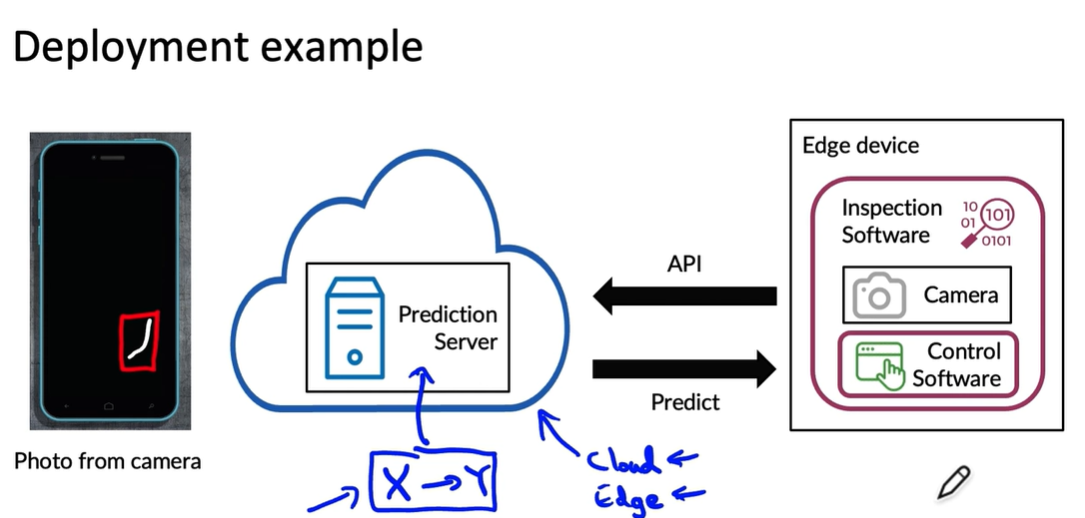 Deployment example
Photo from camera
Prediction
Server
X → Y
Cloud ←
Edge ←
API
Predict
Edge device
Inspection
Software
10
01
101
0101
Camera
Control
Software